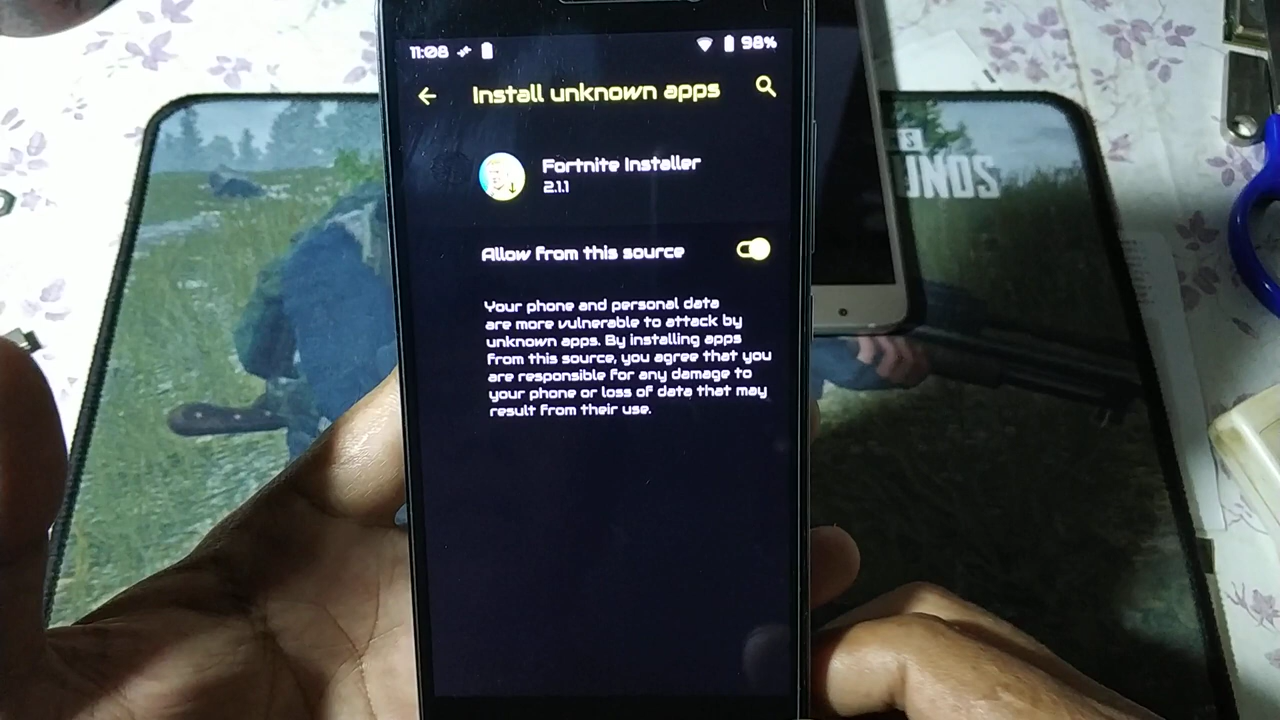 11:08 98%
Install unknown apps
Fortnite Installer
2.1.1
Allow from this source
Your phone and personal data
are more vulnerable to attack by
unknown apps. By installing apps
from this source, you agree that you
are responsible for any damage to
your phone or loss of data that may
result from their use.